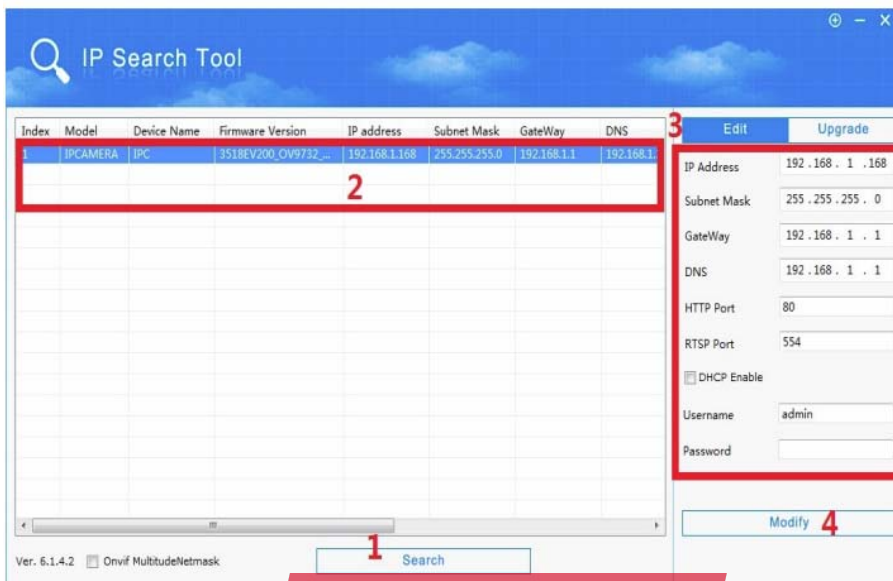 IP Search Tool
Index Model Device Name Firmware Version IP address Subnet Mask GateWay DNS
1 IPCAMERA IPC 3518EV200_OV9732_... 192.168.1.168 255.255.255.0 192.168.1.1 192.168.1.
2
3 Edit Upgrade
IP Address 192 .168 . 1 .168
Subnet Mask 255 .255 .255 . 0
GateWay 192 .168 . 1 . 1
DNS 192 .168 . 1 . 1
HTTP Port 80
RTSP Port 554
DHCP Enable
Username admin
Password
Modify 4
1
Ver. 6.1.4.2 Onvif MultitudeNetmask Search